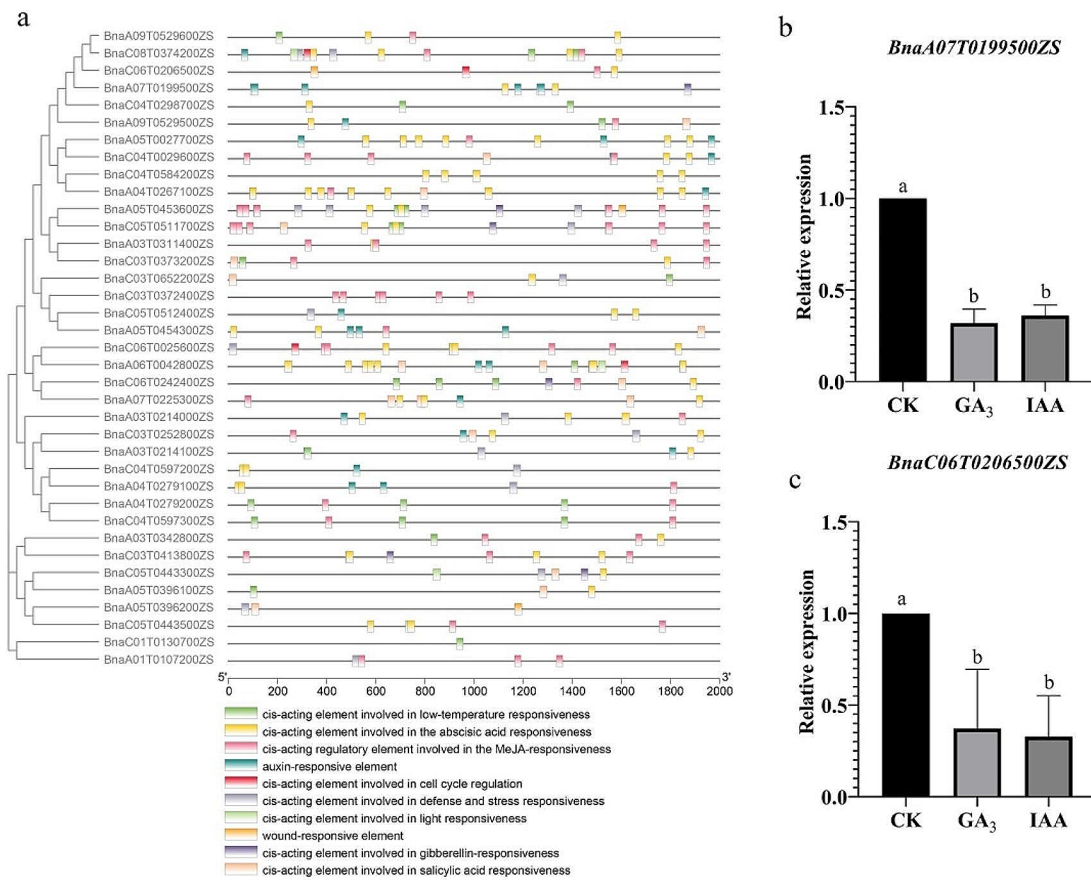 a
BnaA09T0529600ZS
BnaC08T0374200ZS
BnaC06T0206500ZS
BnaA07T0199500ZS
BnaC04T0298700ZS
BnaA09T0529500ZS
BnaA05T0027700ZS
BnaC04T0029600ZS
BnaC04T0584200ZS
BnaA04T0267100ZS
BnaA05T0453600ZS
BnaC05T0511700ZS
BnaA03T0311400ZS
BnaC03T0373200ZS
BnaC03T0652200ZS
BnaC03T0372400ZS
BnaC05T0512400ZS
BnaA05T0454300ZS
BnaC06T0025600ZS
BnaA06T0042800ZS
BnaC06T0242400ZS
BnaA07T0225300ZS
BnaA03T0214000ZS
BnaC03T0252800ZS
BnaA03T0214100ZS
BnaC04T0597200ZS
BnaA04T0279100ZS
BnaA04T0279200ZS
BnaC04T0597300ZS
BnaA03T0342800ZS
BnaC03T0413800ZS
BnaC05T0443300ZS
BnaA05T0396100ZS
BnaA05T0396200ZS
BnaC05T0443500ZS
BnaC01T0130700ZS
BnaA01T0107200ZS
5' 3'
0 200 400 600 800 1000 1200 1400 1600 1800 2000
cis-acting element involved in low-temperature responsiveness
cis-acting element involved in the abscisic acid responsiveness
cis-acting regulatory element involved in the MeJA-responsiveness
auxin-responsive element
cis-acting element involved in cell cycle regulation
cis-acting element involved in defense and stress responsiveness
cis-acting element involved in light responsiveness
wound-responsive element
cis-acting element involved in gibberellin-responsiveness
cis-acting element involved in salicylic acid responsiveness
b
BnaA07T0199500ZS
Relative expression
1.5
1.0
0.5
0.0
a
b
b
CK GA₃ IAA
c
BnaC06T0206500ZS
Relative expression
1.5
1.0
0.5
0.0
a
b
b
CK GA₃ IAA